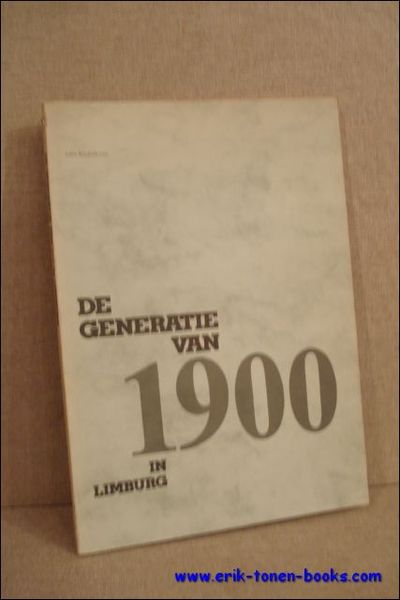 DE
GENERATIE
VAN
1900
IN
LIMBURG
www.erik-tonen-books.com